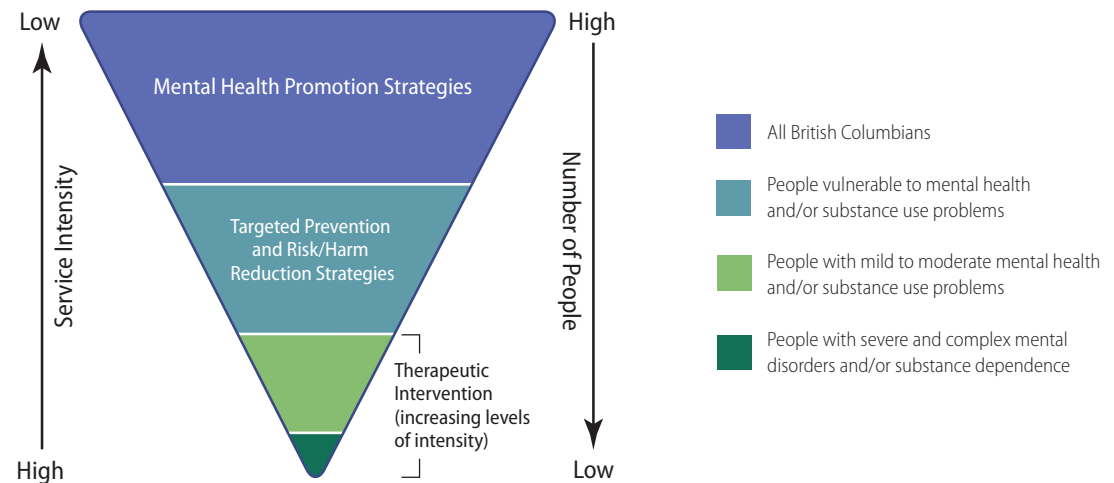 Low
High
Mental Health Promotion Strategies
Service Intensity
Number of People
Targeted Prevention
and Risk/Harm
Reduction Strategies
Therapeutic
Intervention
(increasing levels
of intensity)
High
Low
All British Columbians
People vulnerable to mental health
and/or substance use problems
People with mild to moderate mental health
and/or substance use problems
People with severe and complex mental
disorders and/or substance dependence